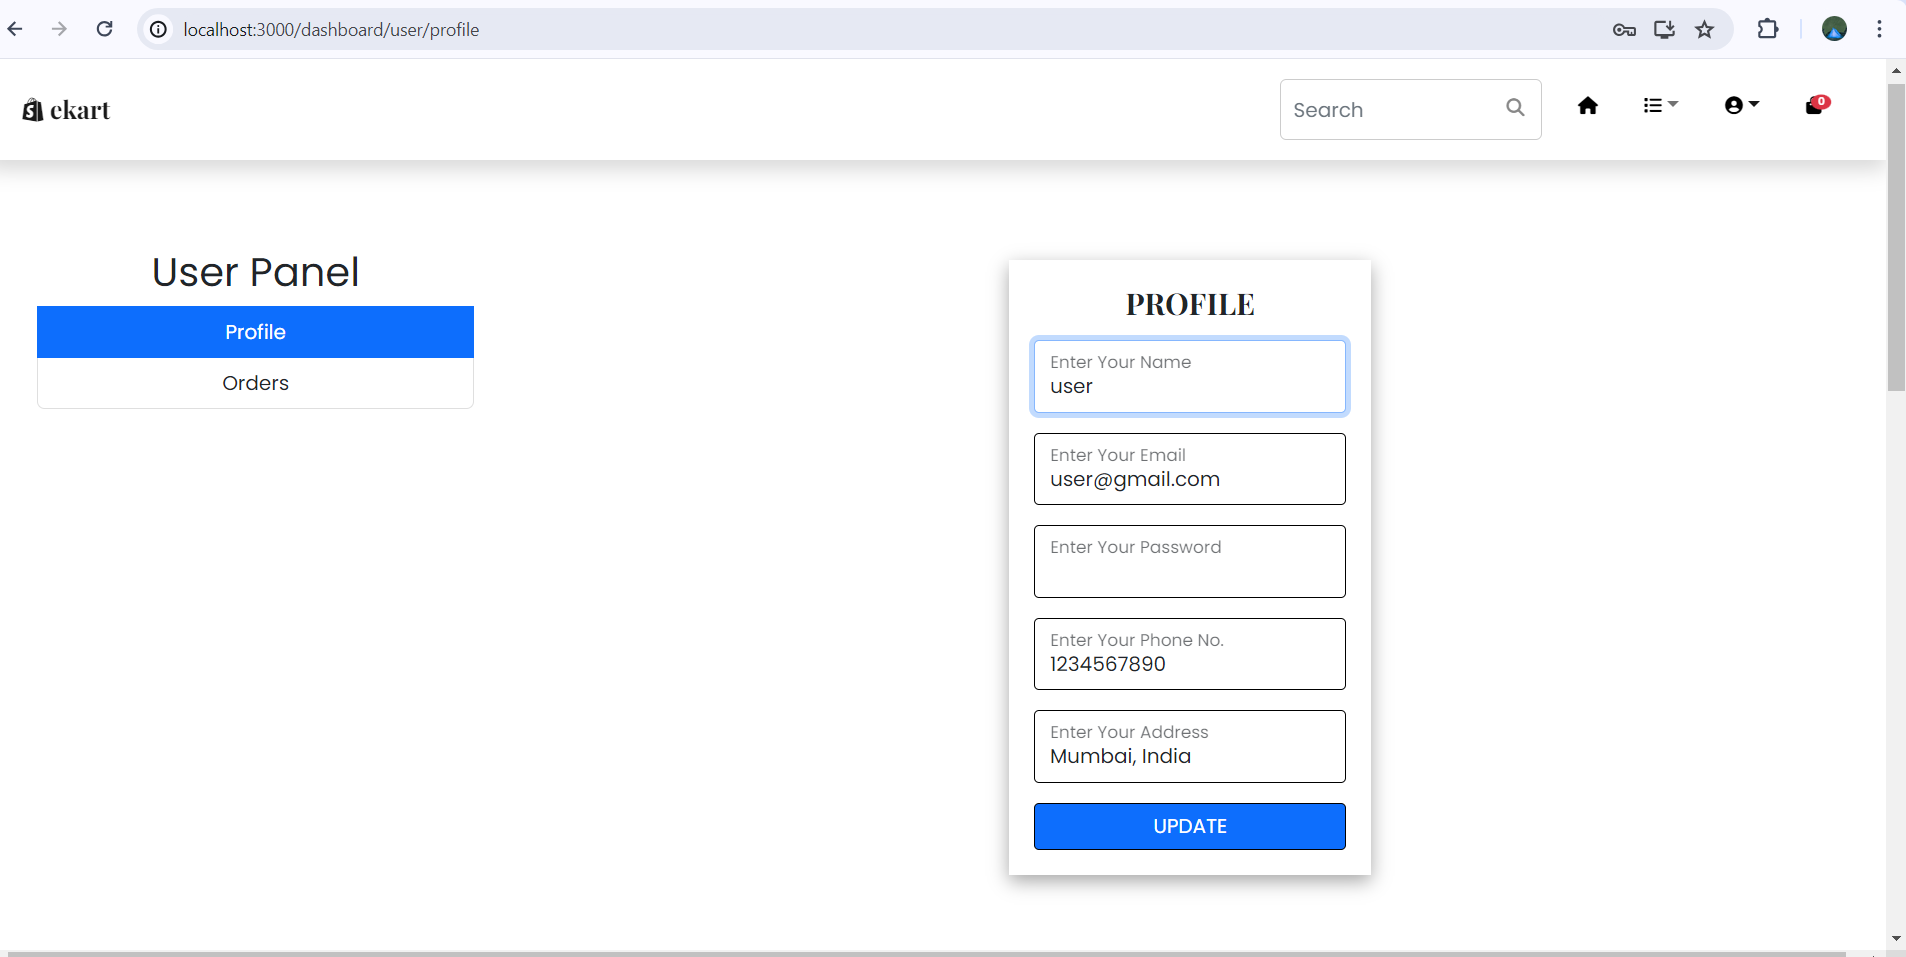 localhost:3000/dashboard/user/profile
ekart
Search
0
User Panel
Profile
Orders
PROFILE
Enter Your Name
user
Enter Your Email
user@gmail.com
Enter Your Password
Enter Your Phone No.
1234567890
Enter Your Address
Mumbai, India
UPDATE